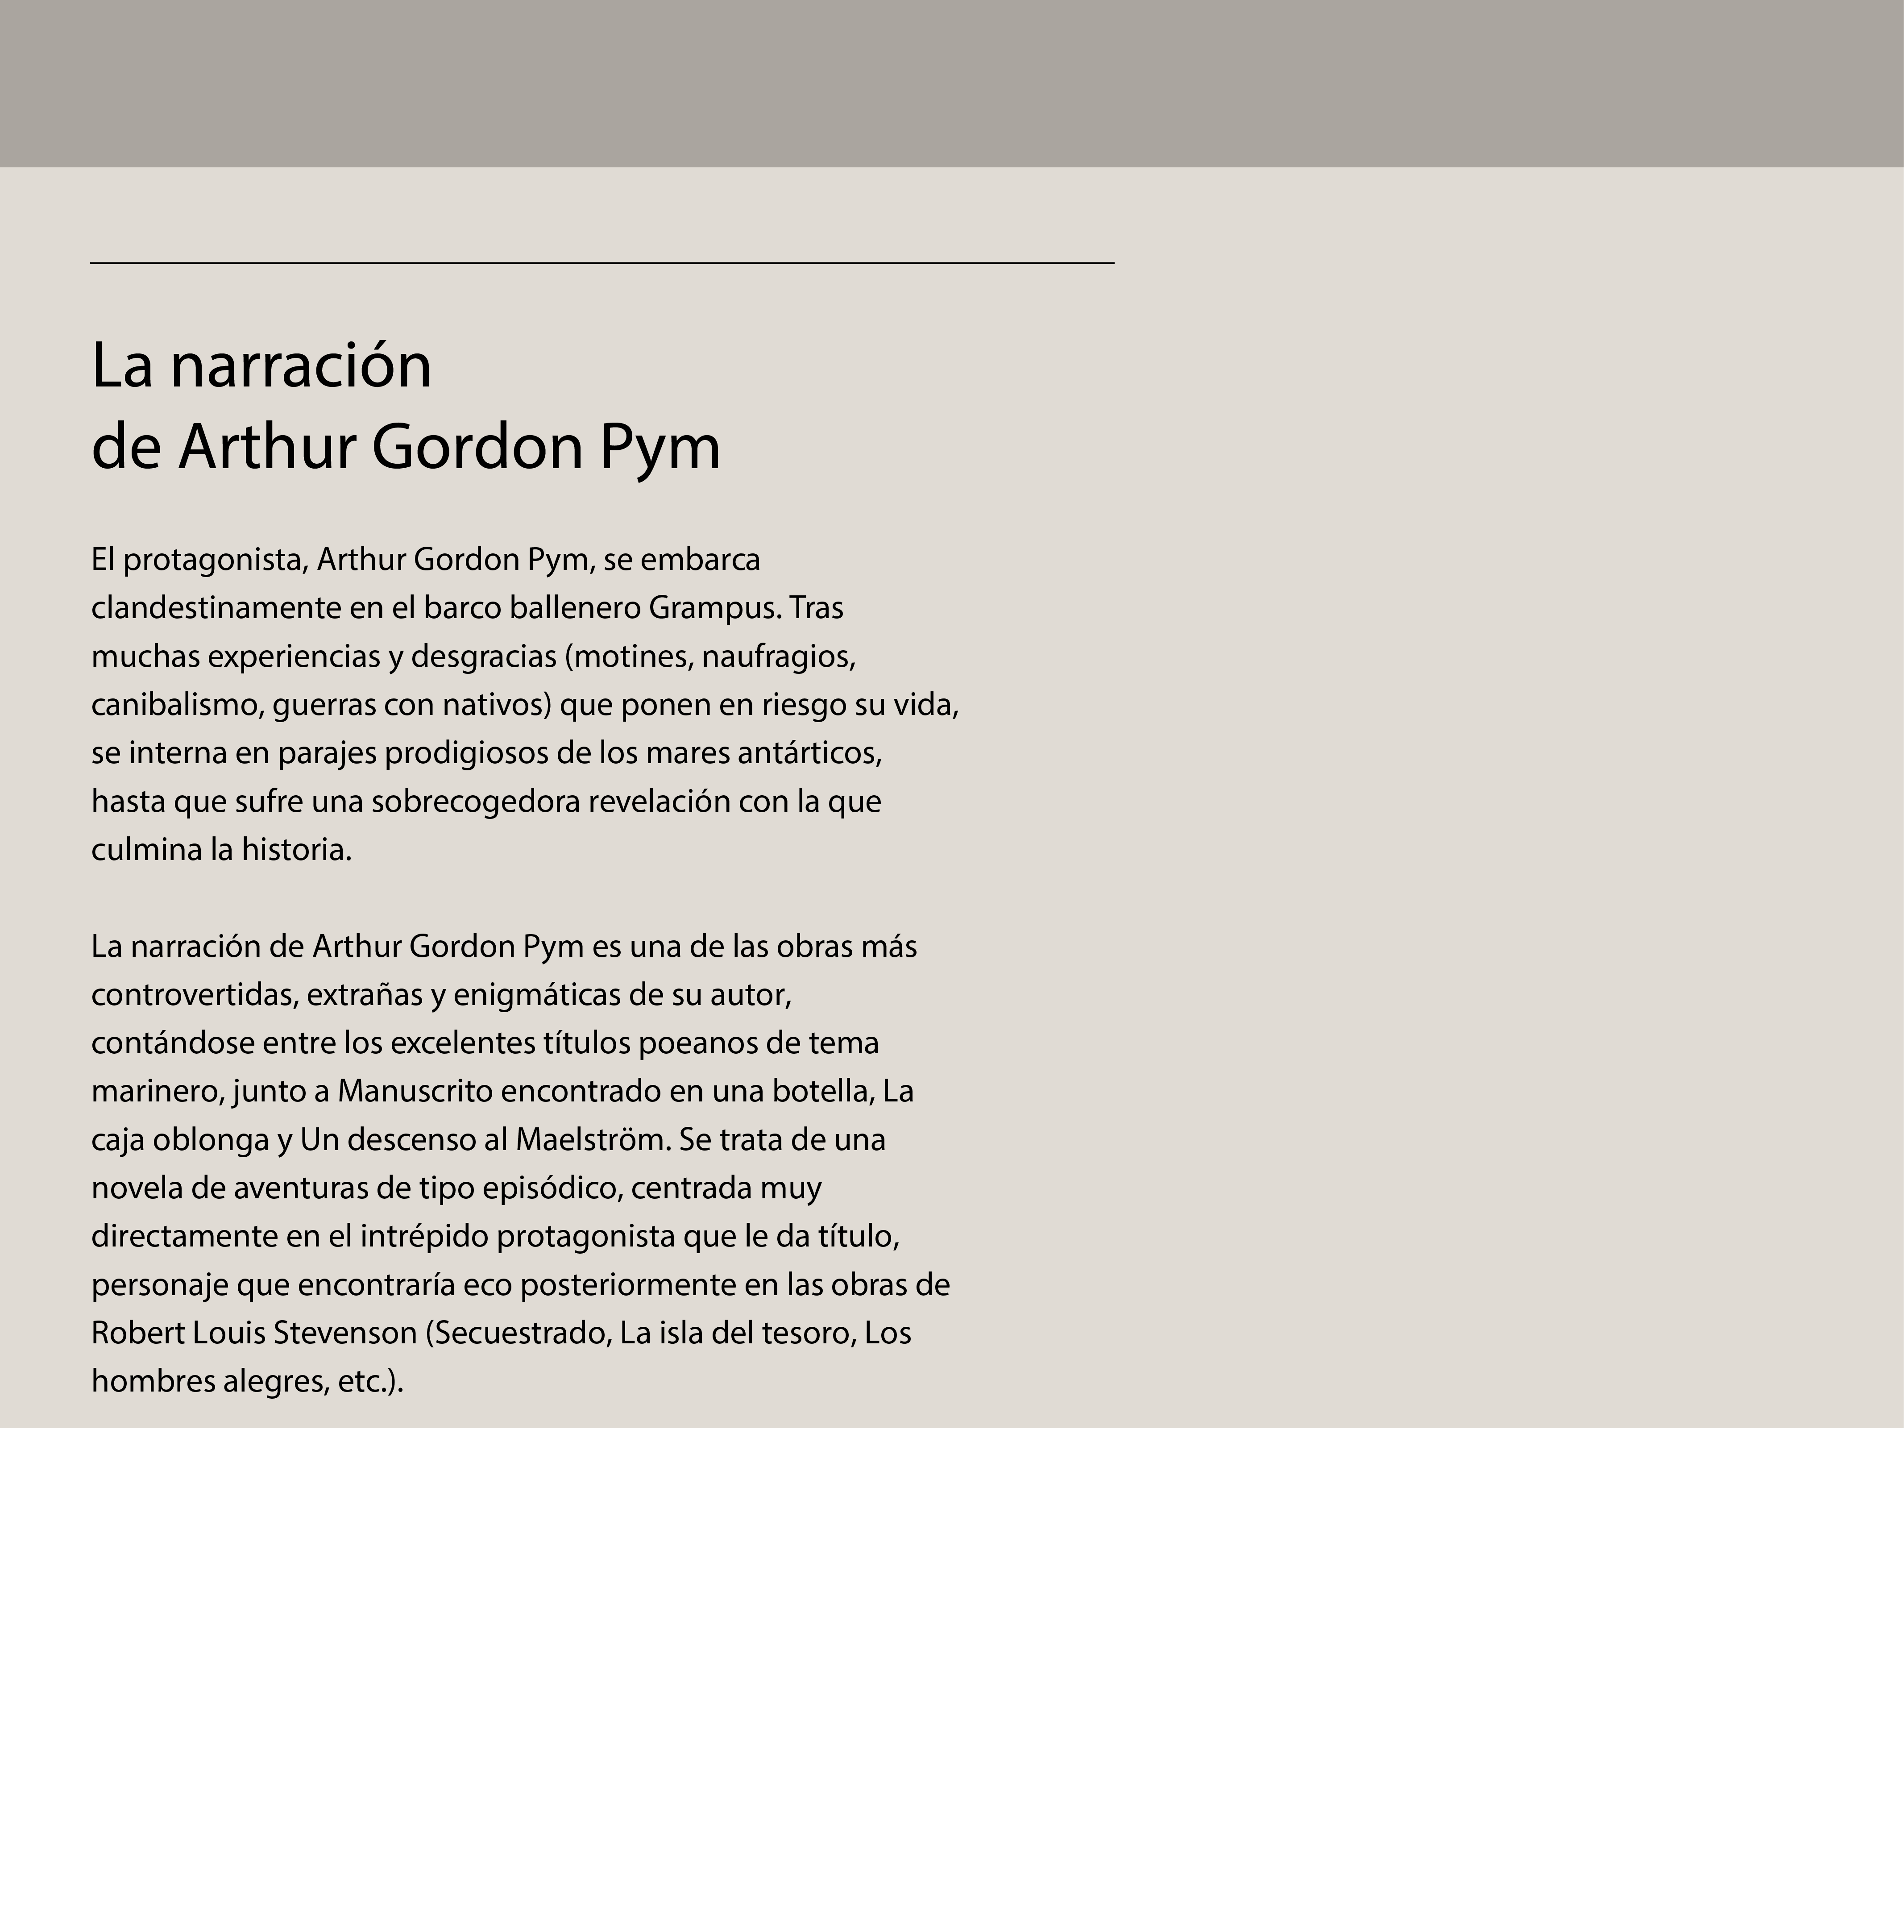 La narración
de Arthur Gordon Pym
El protagonista, Arthur Gordon Pym, se embarca
clandestinamente en el barco ballenero Grampus. Tras
muchas experiencias y desgracias (motines, naufragios,
canibalismo, guerras con nativos) que ponen en riesgo su vida,
se interna en parajes prodigiosos de los mares antárticos,
hasta que sufre una sobrecogedora revelación con la que
culmina la historia.
La narración de Arthur Gordon Pym es una de las obras más
controvertidas, extrañas y enigmáticas de su autor,
contándose entre los excelentes títulos poeanos de tema
marinero, junto a Manuscrito encontrado en una botella, La
caja oblonga y Un descenso al Maelström. Se trata de una
novela de aventuras de tipo episódico, centrada muy
directamente en el intrépido protagonista que le da título,
personaje que encontraría eco posteriormente en las obras de
Robert Louis Stevenson (Secuestrado, La isla del tesoro, Los
hombres alegres, etc.).